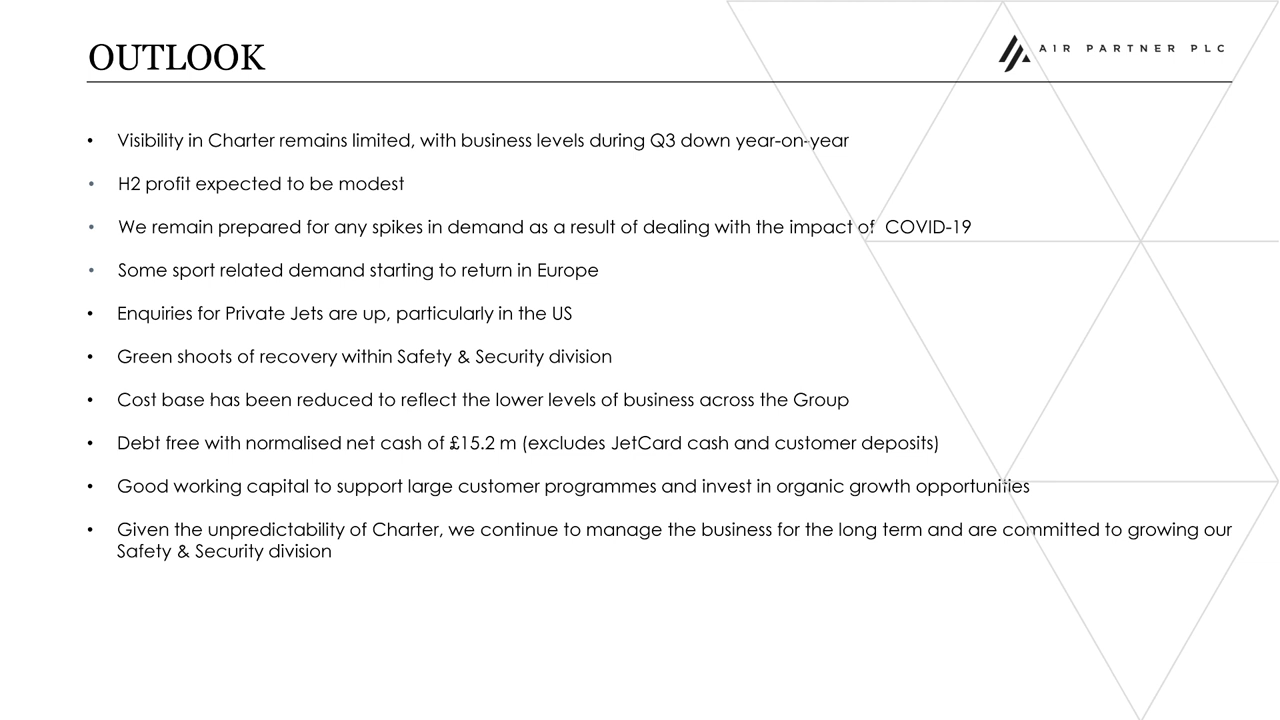 OUTLOOK
AIR PARTNER PLC
• Visibility in Charter remains limited, with business levels during Q3 down year-on-year
• H2 profit expected to be modest
• We remain prepared for any spikes in demand as a result of dealing with the impact of  COVID-19
• Some sport related demand starting to return in Europe
• Enquiries for Private Jets are up, particularly in the US
• Green shoots of recovery within Safety & Security division
• Cost base has been reduced to reflect the lower levels of business across the Group
• Debt free with normalised net cash of £15.2 m (excludes JetCard cash and customer deposits)
• Good working capital to support large customer programmes and invest in organic growth opportunities
• Given the unpredictability of Charter, we continue to manage the business for the long term and are committed to growing our
Safety & Security division